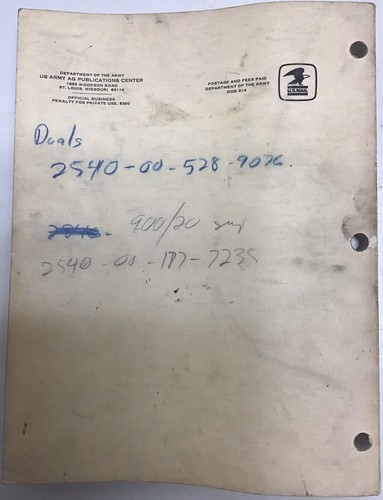 DEPARTMENT OF THE ARMY
US ARMY AG PUBLICATIONS CENTER
1655 WOODSON ROAD
ST. LOUIS, MISSOURI 63114
OFFICIAL BUSINESS
PENALTY FOR PRIVATE USE, $300
POSTAGE AND FEES PAID
DEPARTMENT OF THE ARMY
DOD 314
U.S.MAIL
Duals
2540-00-528-9026.
900/20
2540-00-177-7235